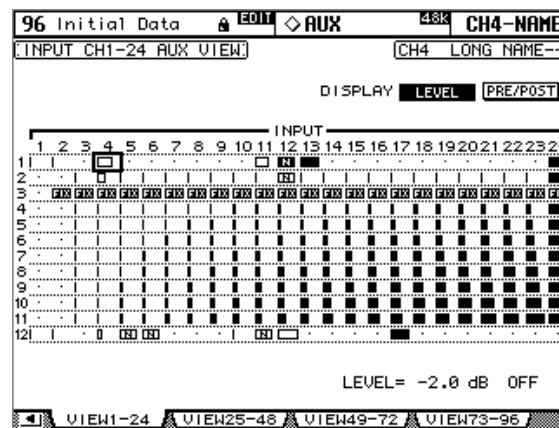 96 Initial Data EDIT AUX 48K CH4-NAME
INPUT CH1-24 AUX VIEW CH4 LONG NAME--
DISPLAY LEVEL PRE/POST
INPUT
1 2 3 4 5 6 7 8 9 10 11 12 13 14 15 16 17 18 19 20 21 22 23 2
1 N
2 N
3 FIX FIX FIX FIX FIX FIX FIX FIX FIX FIX FIX FIX FIX FIX FIX FIX FIX FIX FIX FIX FIX FIX
4
5
6
7
8
9
10
11
12 N N N
LEVEL= -2.0 dB OFF
VIEW1-24 VIEW25-48 VIEW49-72 VIEW73-96